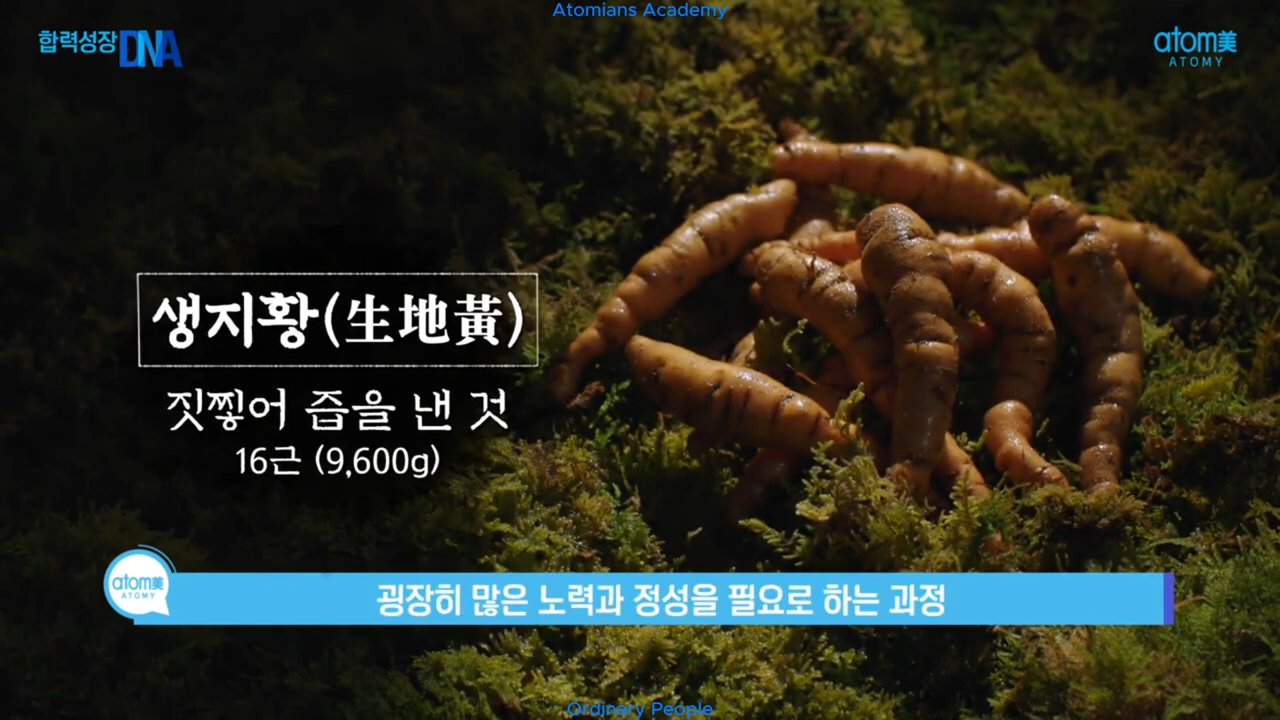 Atomians Academy
합력성장DNA
atom美
ATOMY
생지황(生地黃)
짓찧어 즙을 낸 것
16근 (9,600g)
atom美
ATOMY
굉장히 많은 노력과 정성을 필요로 하는 과정
Ordinary People